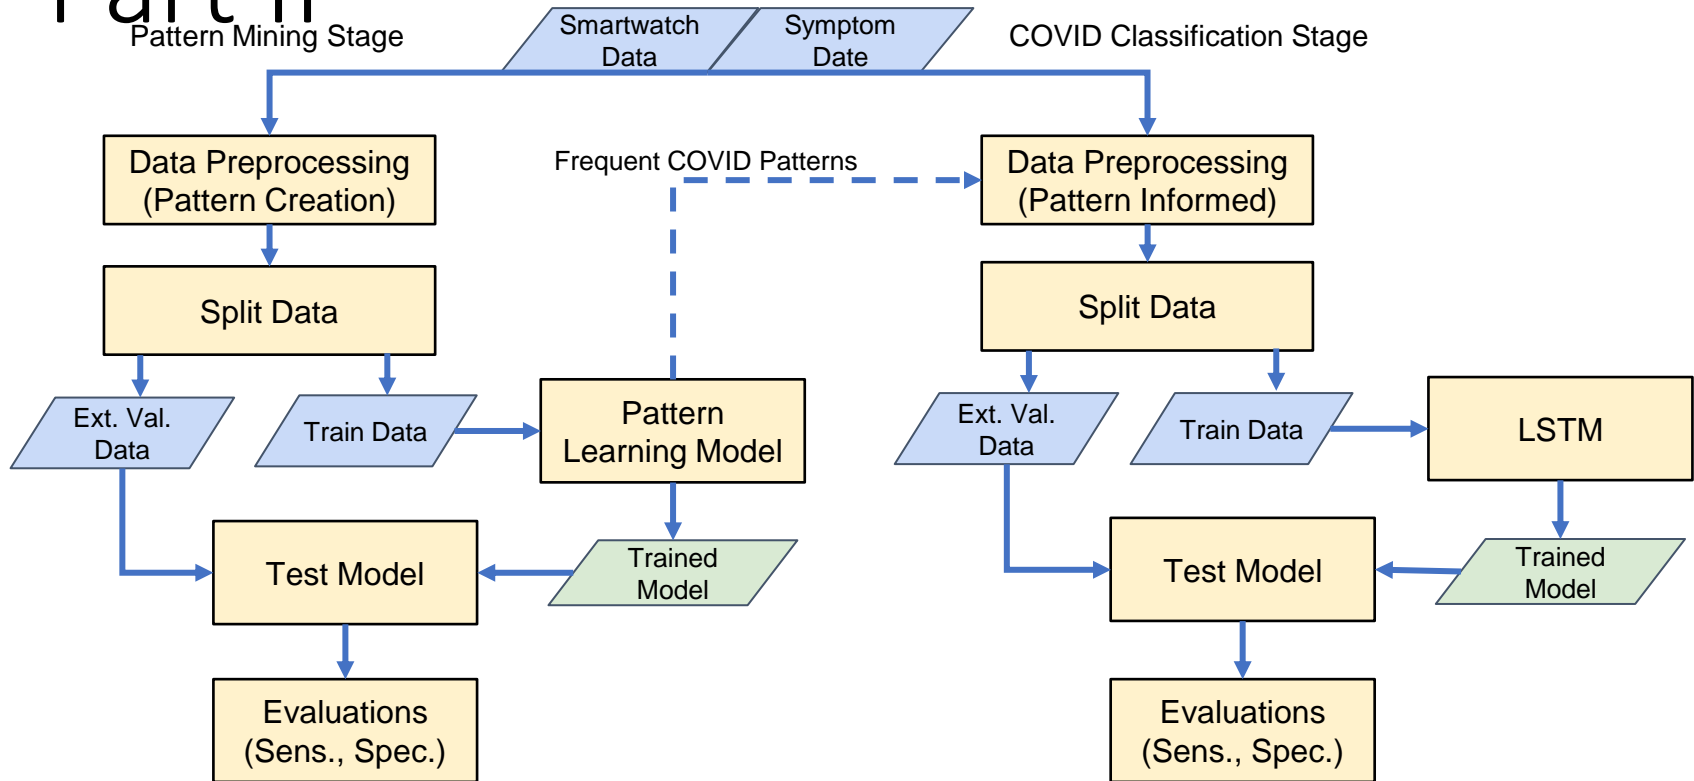 Part II
Pattern Mining Stage
Smartwatch
Data
Symptom
Date
COVID Classification Stage
Data Preprocessing
(Pattern Creation)
Frequent COVID Patterns
Data Preprocessing
(Pattern Informed)
Split Data
Split Data
Ext. Val.
Data
Train Data
Pattern
Learning Model
Ext. Val.
Data
Train Data
LSTM
Test Model
Trained
Model
Test Model
Trained
Model
Evaluations
(Sens., Spec.)
Evaluations
(Sens., Spec.)